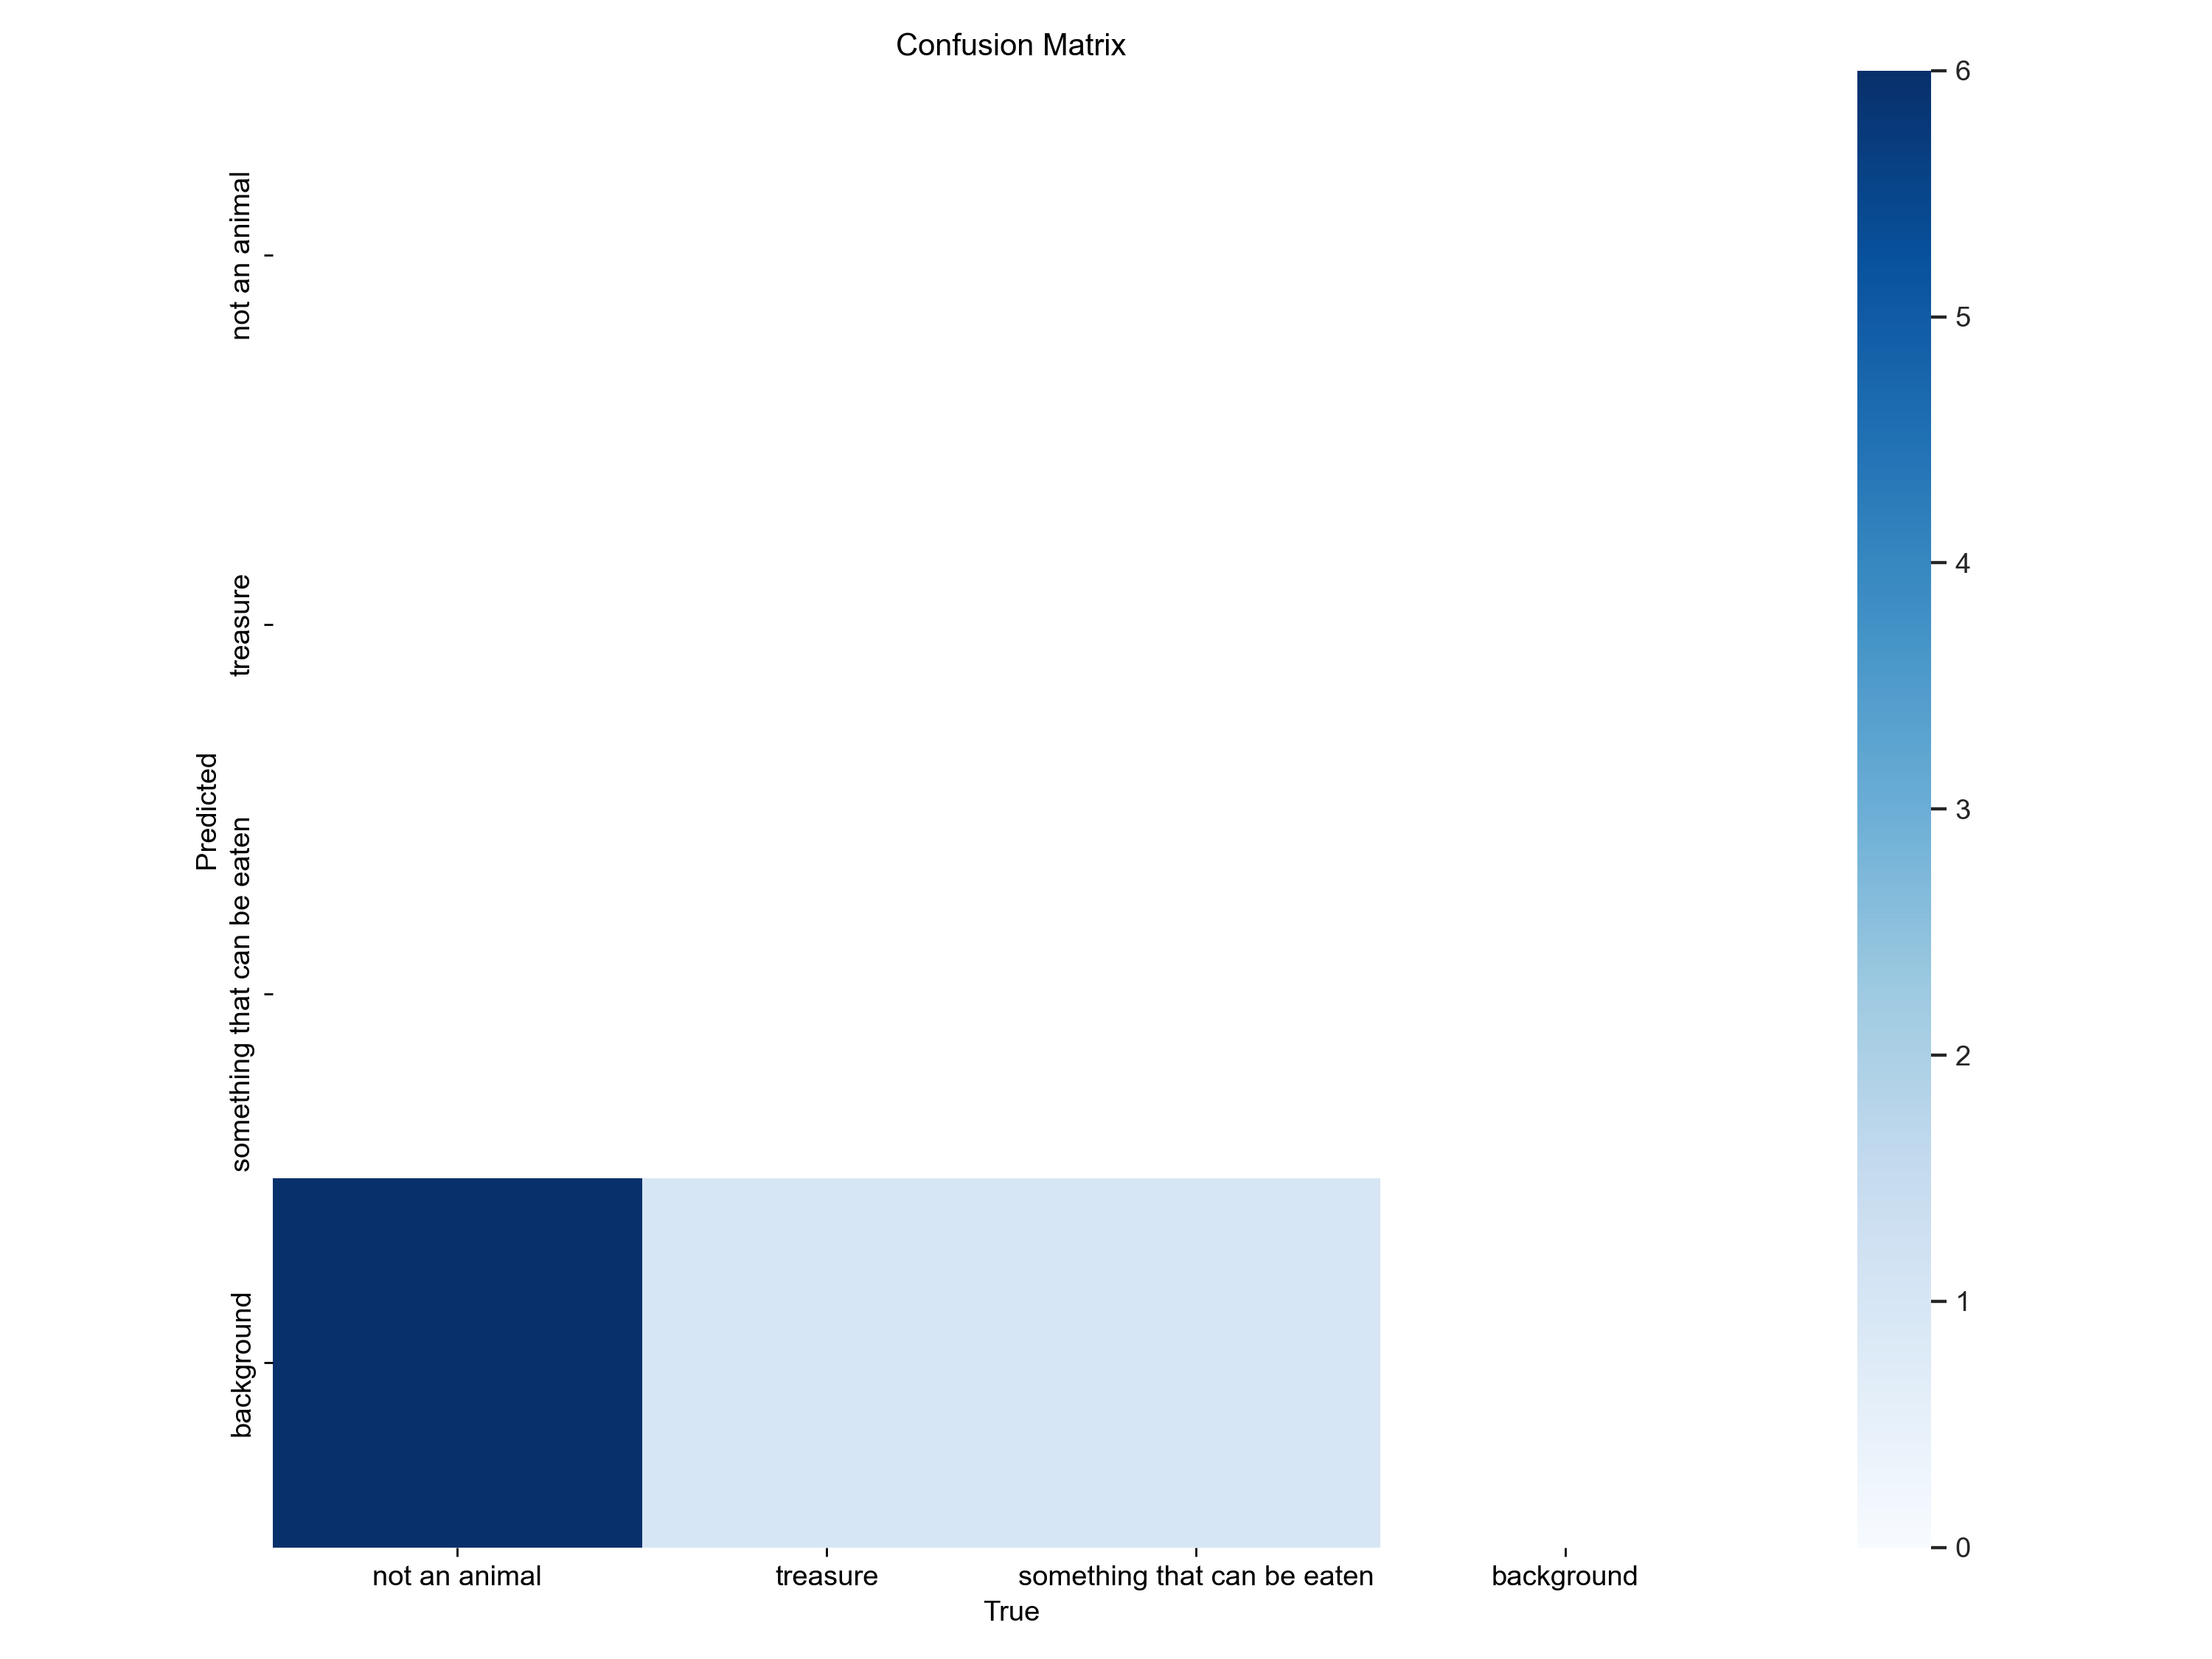 Confusion Matrix
Predicted
not an animal
treasure
something that can be eaten
background
not an animal
treasure
something that can be eaten
background
True
6
5
4
3
2
1
0